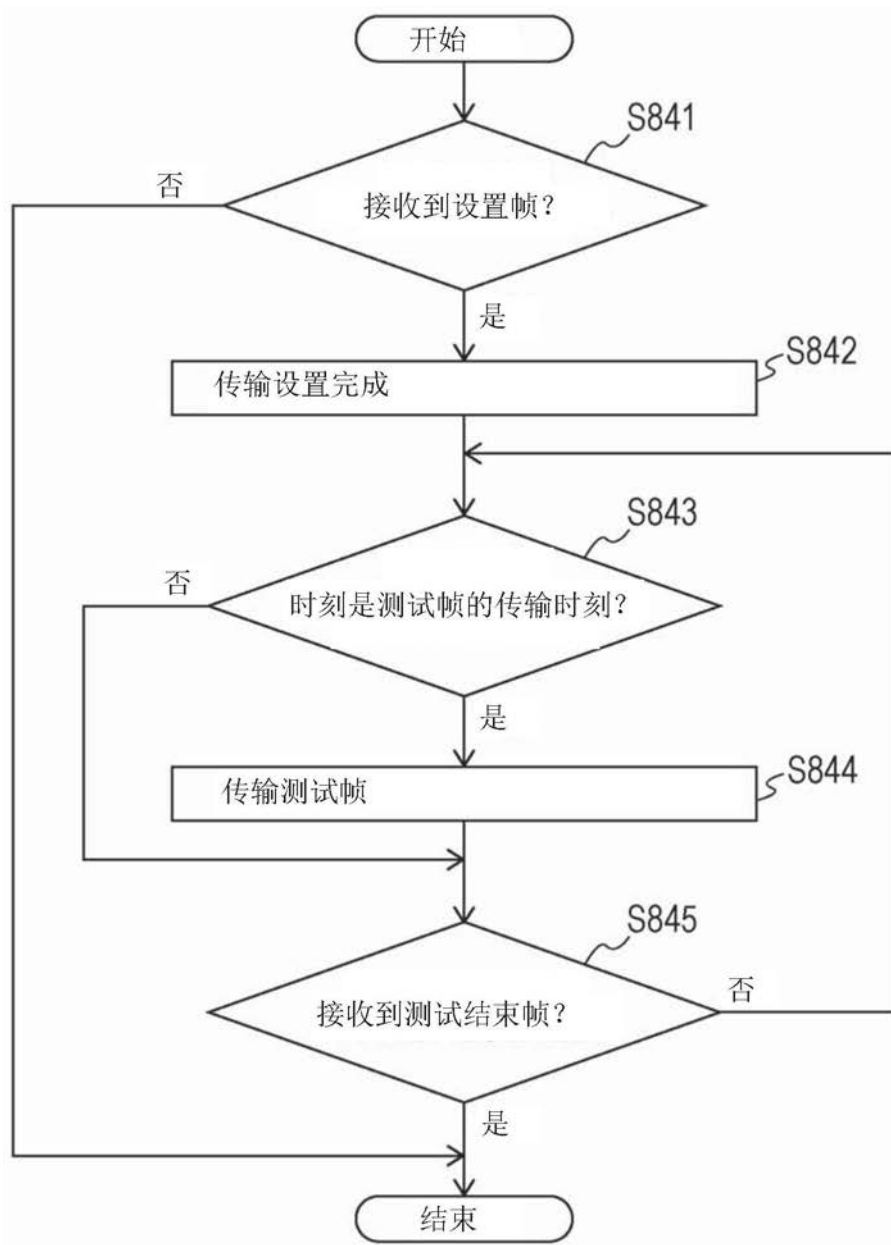 开始
S841
否
接收到设置帧?
是
S842
传输设置完成
S843
否
时刻是测试帧的传输时刻?
是
S844
传输测试帧
S845
接收到测试结束帧?
否
是
结束